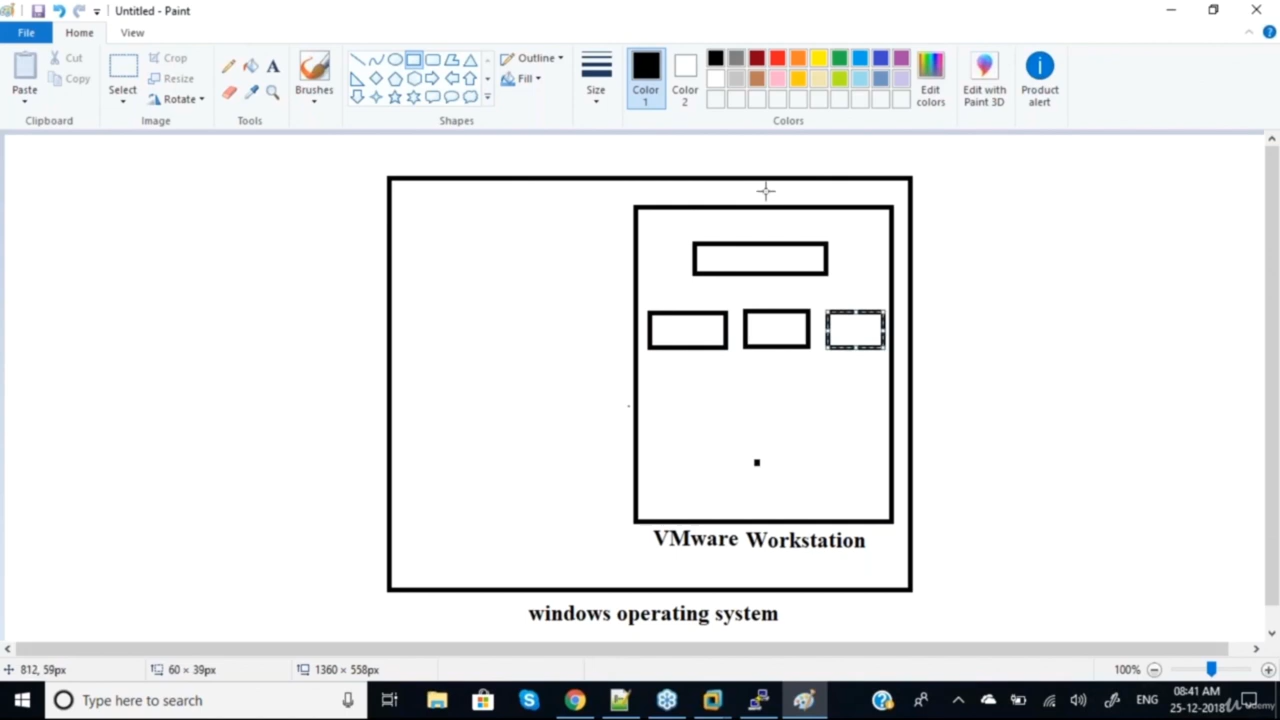 Untitled - Paint
File Home View
Paste
Cut
Copy
Clipboard
Select
Crop
Resize
Rotate
Image
A
Tools
Brushes
Outline
Fill
Shapes
Size
Color 1
Color 2
Edit colors
Colors
Edit with Paint 3D
Product alert
VMware Workstation
windows operating system
812, 59px
60 × 39px
1360 × 558px
100%
Type here to search
ENG
08:41 AM
25-12-2018
Udemy